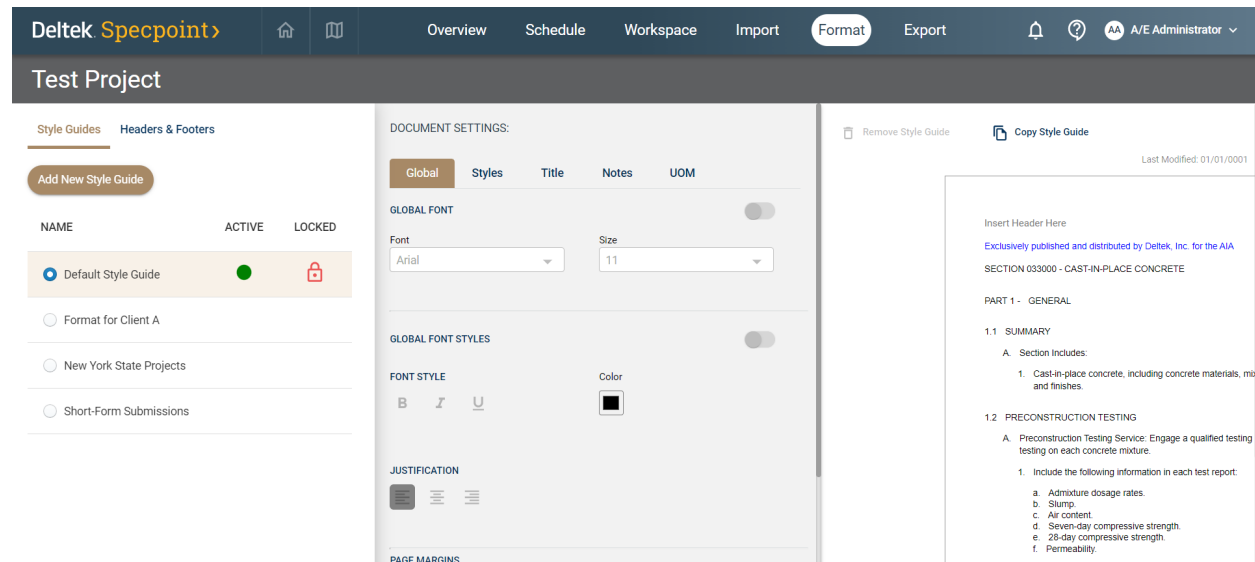 Deltek Specpoint
Overview Schedule Workspace Import Format Export
AA A/E Administrator
Test Project
Style Guides Headers & Footers
Add New Style Guide
NAME ACTIVE LOCKED
Default Style Guide
Format for Client A
New York State Projects
Short-Form Submissions
DOCUMENT SETTINGS:
Global Styles Title Notes UOM
GLOBAL FONT
Font Size
Arial 11
GLOBAL FONT STYLES
FONT STYLE Color
B I U
JUSTIFICATION
PAGE MARGINS
Remove Style Guide Copy Style Guide
Last Modified: 01/01/0001
Insert Header Here
Exclusively published and distributed by Deltek, Inc. for the AIA
SECTION 033000 - CAST-IN-PLACE CONCRETE
PART 1 - GENERAL
1.1 SUMMARY
A. Section Includes:
1. Cast-in-place concrete, including concrete materials, mi
and finishes.
1.2 PRECONSTRUCTION TESTING
A. Preconstruction Testing Service: Engage a qualified testing
testing on each concrete mixture.
1. Include the following information in each test report:
a. Admixture dosage rates.
b. Slump.
c. Air content.
d. Seven-day compressive strength.
e. 28-day compressive strength.
f. Permeability.